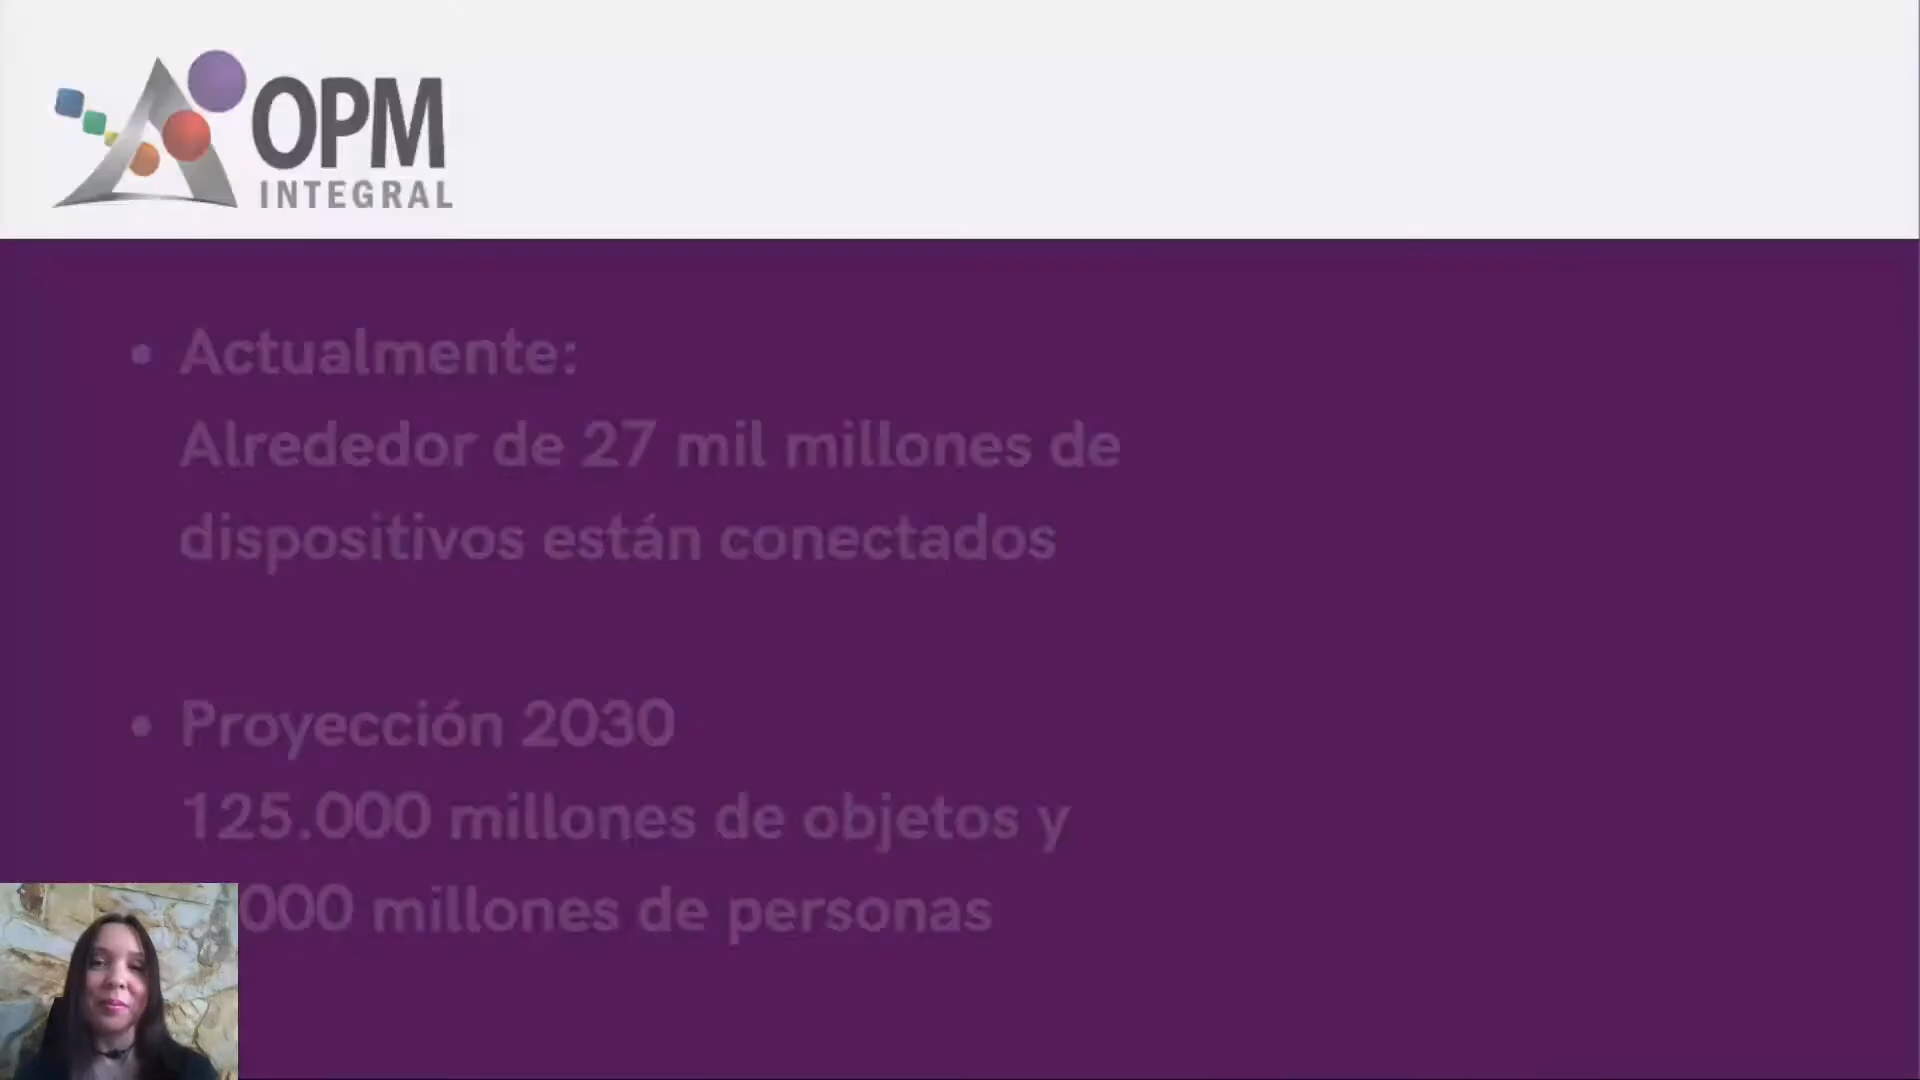 OPM
INTEGRAL
• Actualmente:
Alrededor de 27 mil millones de
dispositivos están conectados
• Proyección 2030
125.000 millones de objetos y
000 millones de personas